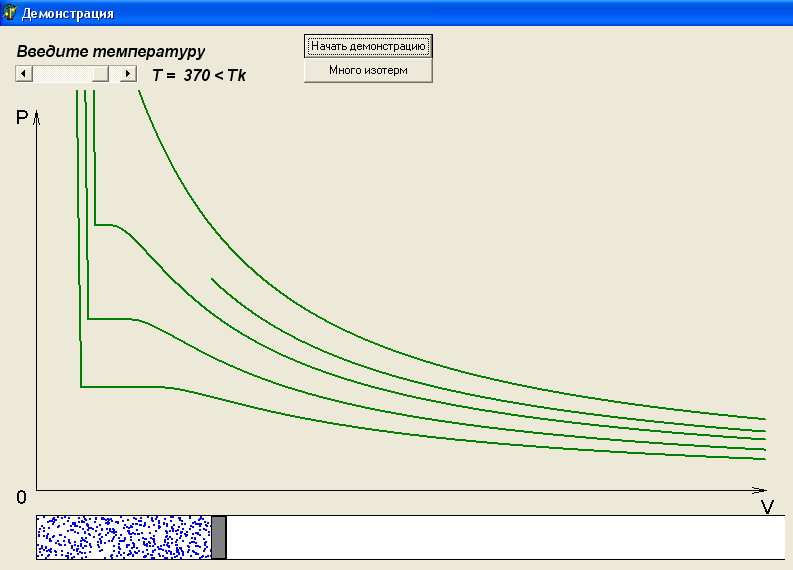 Демонстрация
Введите температуру
T = 370 < Tk
Начать демонстрацию
Много изотерм
P
0
V